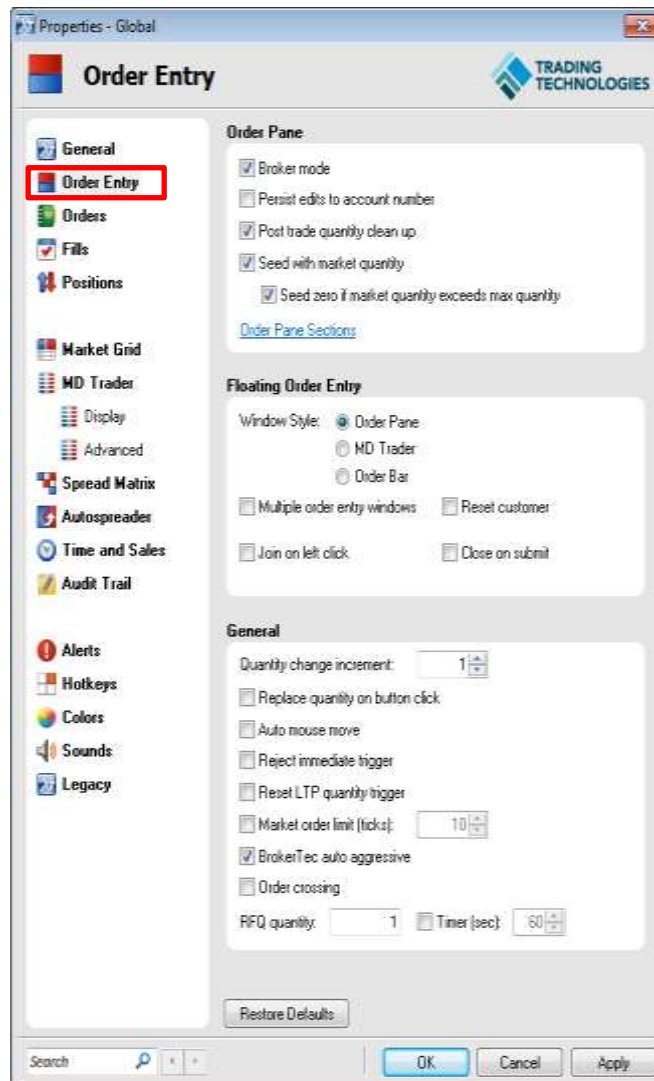 Properties - Global
Order Entry
TRADING
TECHNOLOGIES
General
Order Entry
Orders
Fills
Positions
Market Grid
MD Trader
Display
Advanced
Spread Matrix
Autospreader
Time and Sales
Audit Trail
Alerts
Hotkeys
Colors
Sounds
Legacy
Order Pane
Broker mode
Persist edits to account number
Post trade quantity clean up
Seed with market quantity
Seed zero if market quantity exceeds max quantity
Order Pane Sections
Floating Order Entry
Window Style: Order Pane
MD Trader
Order Bar
Multiple order entry windows Reset customer
Join on left click Close on submit
General
Quantity change increment: 1
Replace quantity on button click
Auto mouse move
Reject immediate trigger
Reset LTP quantity trigger
Market order limit (ticks): 10
BrokerTec auto aggressive
Order crossing
RFQ quantity: 1 Timer (sec): 60
Restore Defaults
Search OK Cancel Apply